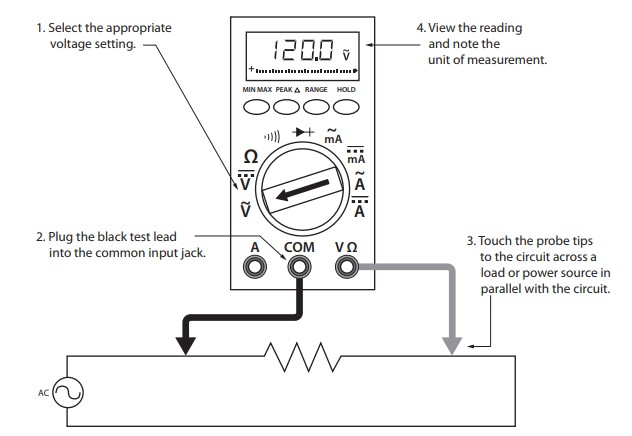 1. Select the appropriate
voltage setting.
4. View the reading
and note the
unit of measurement.
120.0 ṽ
+
MIN MAX PEAK △ RANGE HOLD
mA
mA
Ω
V
A
V
A
2. Plug the black test lead
into the common input jack.
A COM V Ω
3. Touch the probe tips
to the circuit across a
load or power source in
parallel with the circuit.
AC